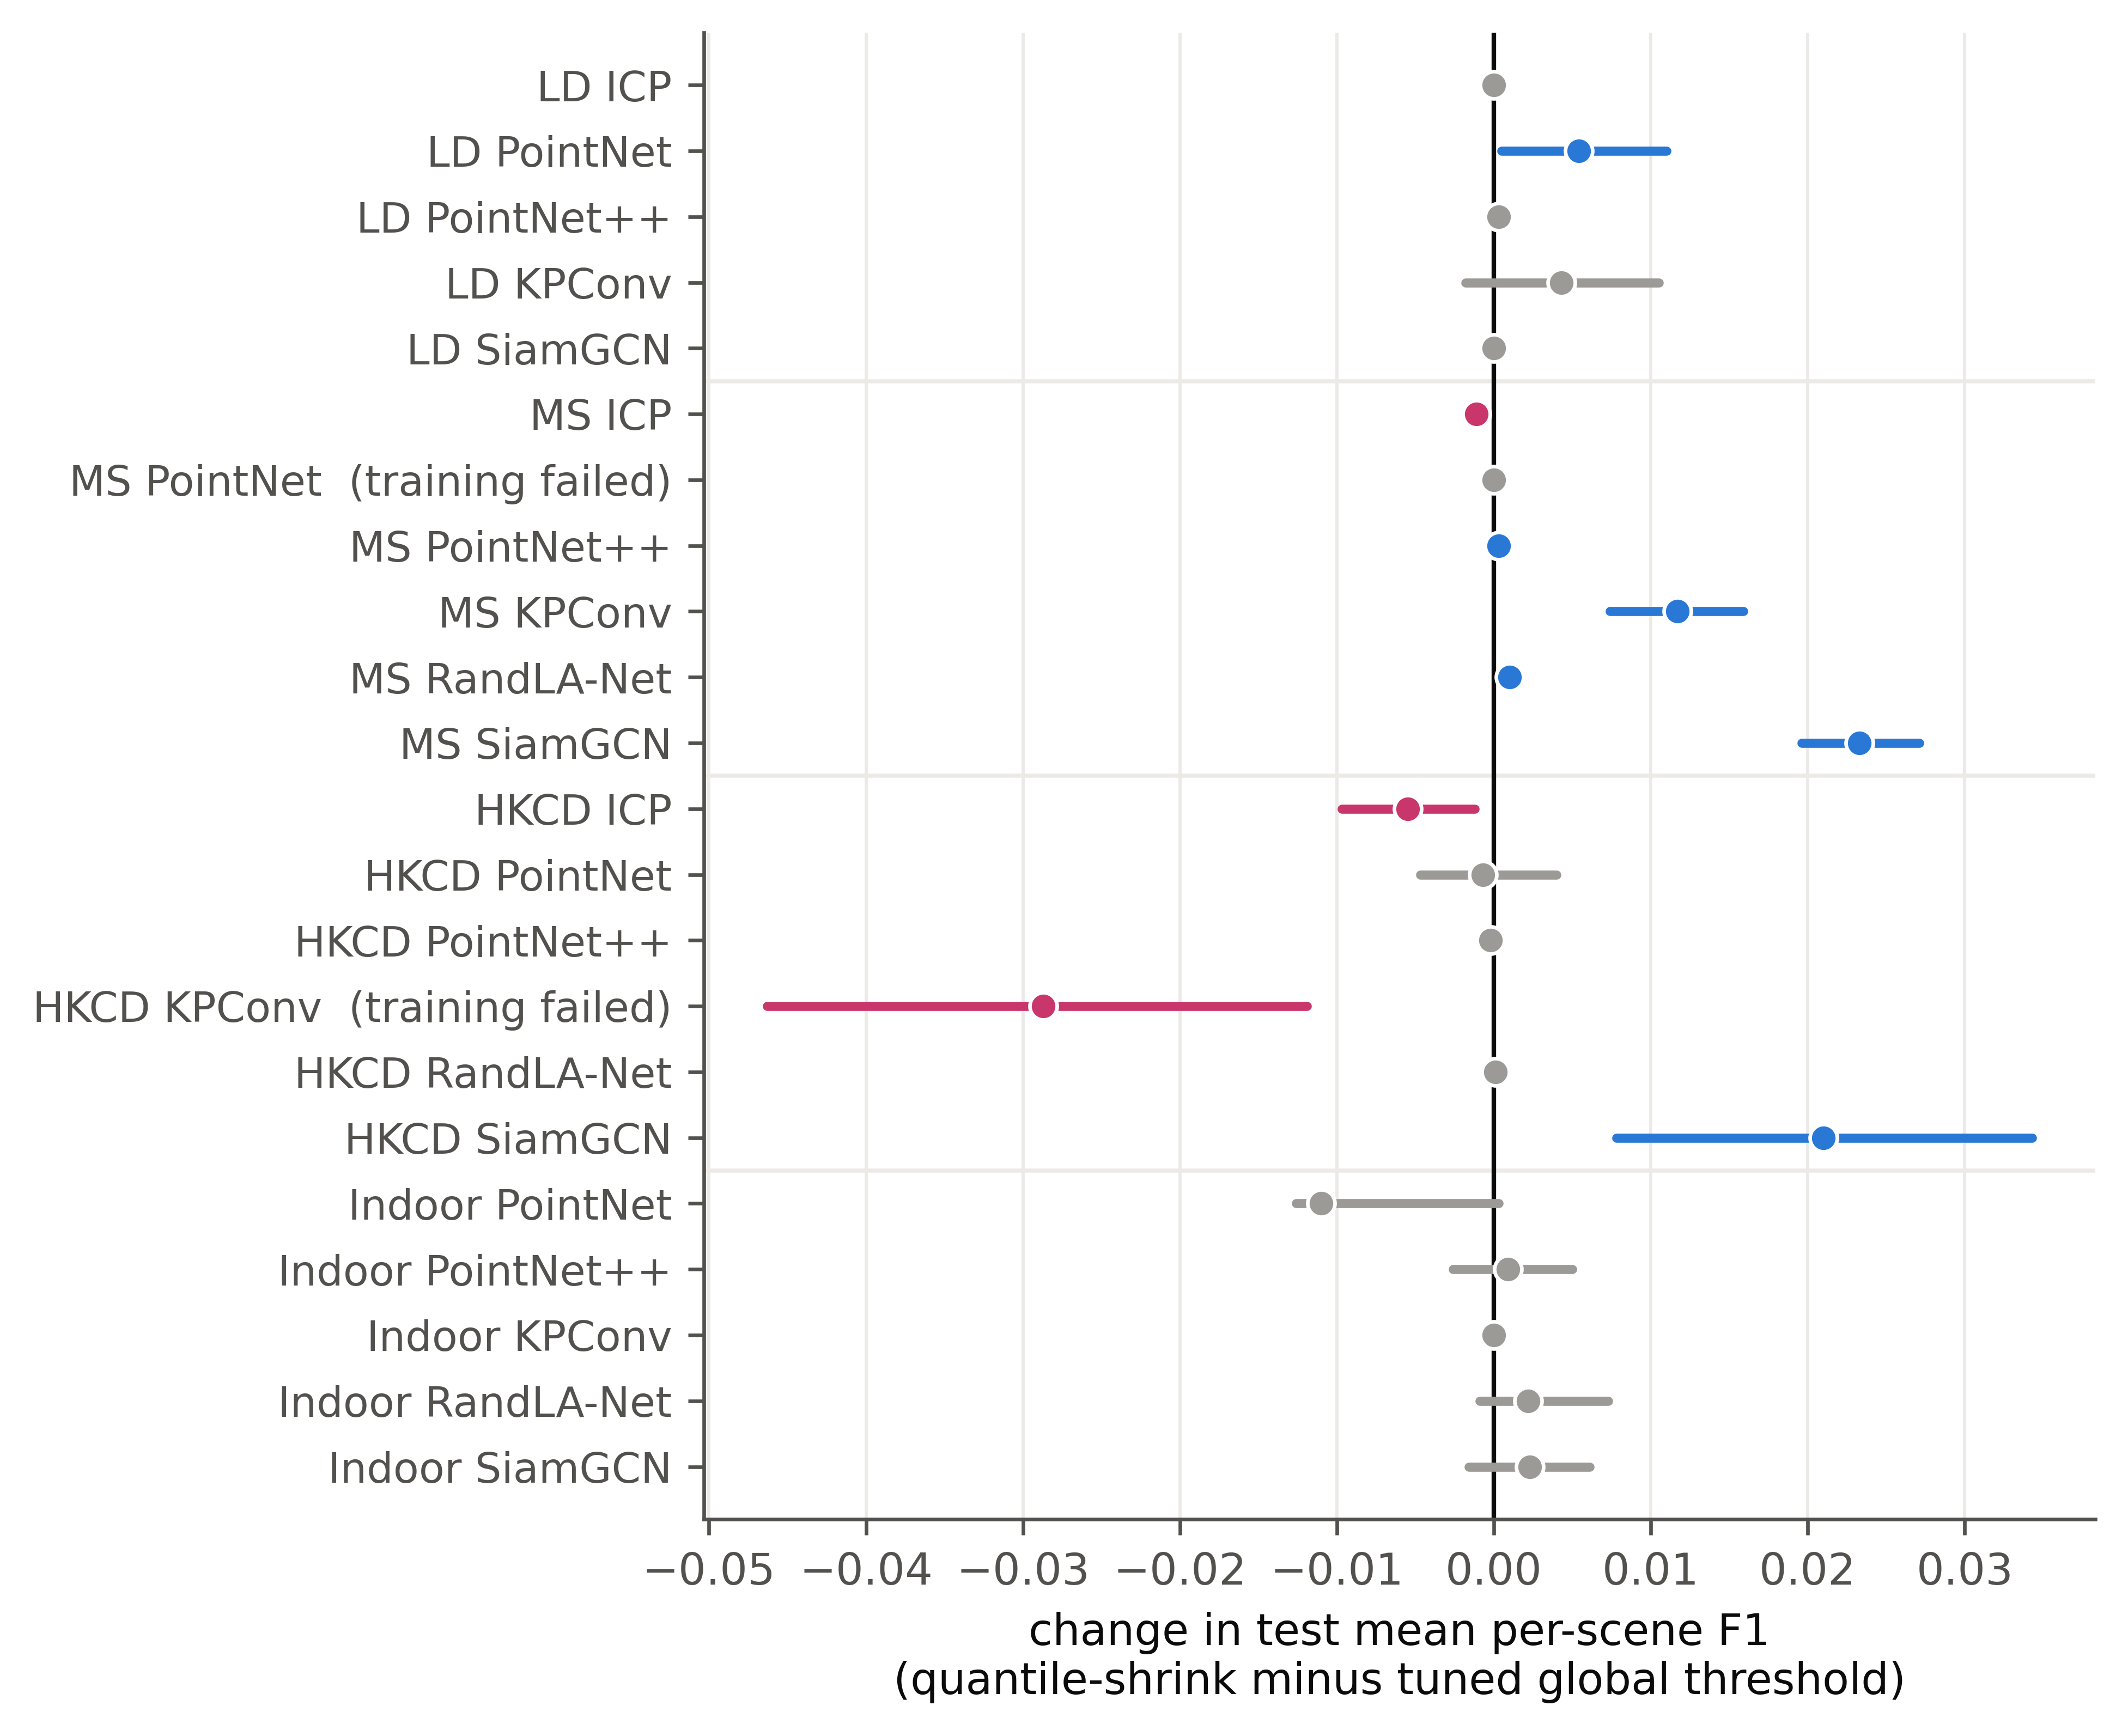 LD ICP
LD PointNet
LD PointNet++
LD KPConv
LD SiamGCN
MS ICP
MS PointNet  (training failed)
MS PointNet++
MS KPConv
MS RandLA-Net
MS SiamGCN
HKCD ICP
HKCD PointNet
HKCD PointNet++
HKCD KPConv  (training failed)
HKCD RandLA-Net
HKCD SiamGCN
Indoor PointNet
Indoor PointNet++
Indoor KPConv
Indoor RandLA-Net
Indoor SiamGCN
−0.05 −0.04 −0.03 −0.02 −0.01 0.00 0.01 0.02 0.03
change in test mean per-scene F1
(quantile-shrink minus tuned global threshold)